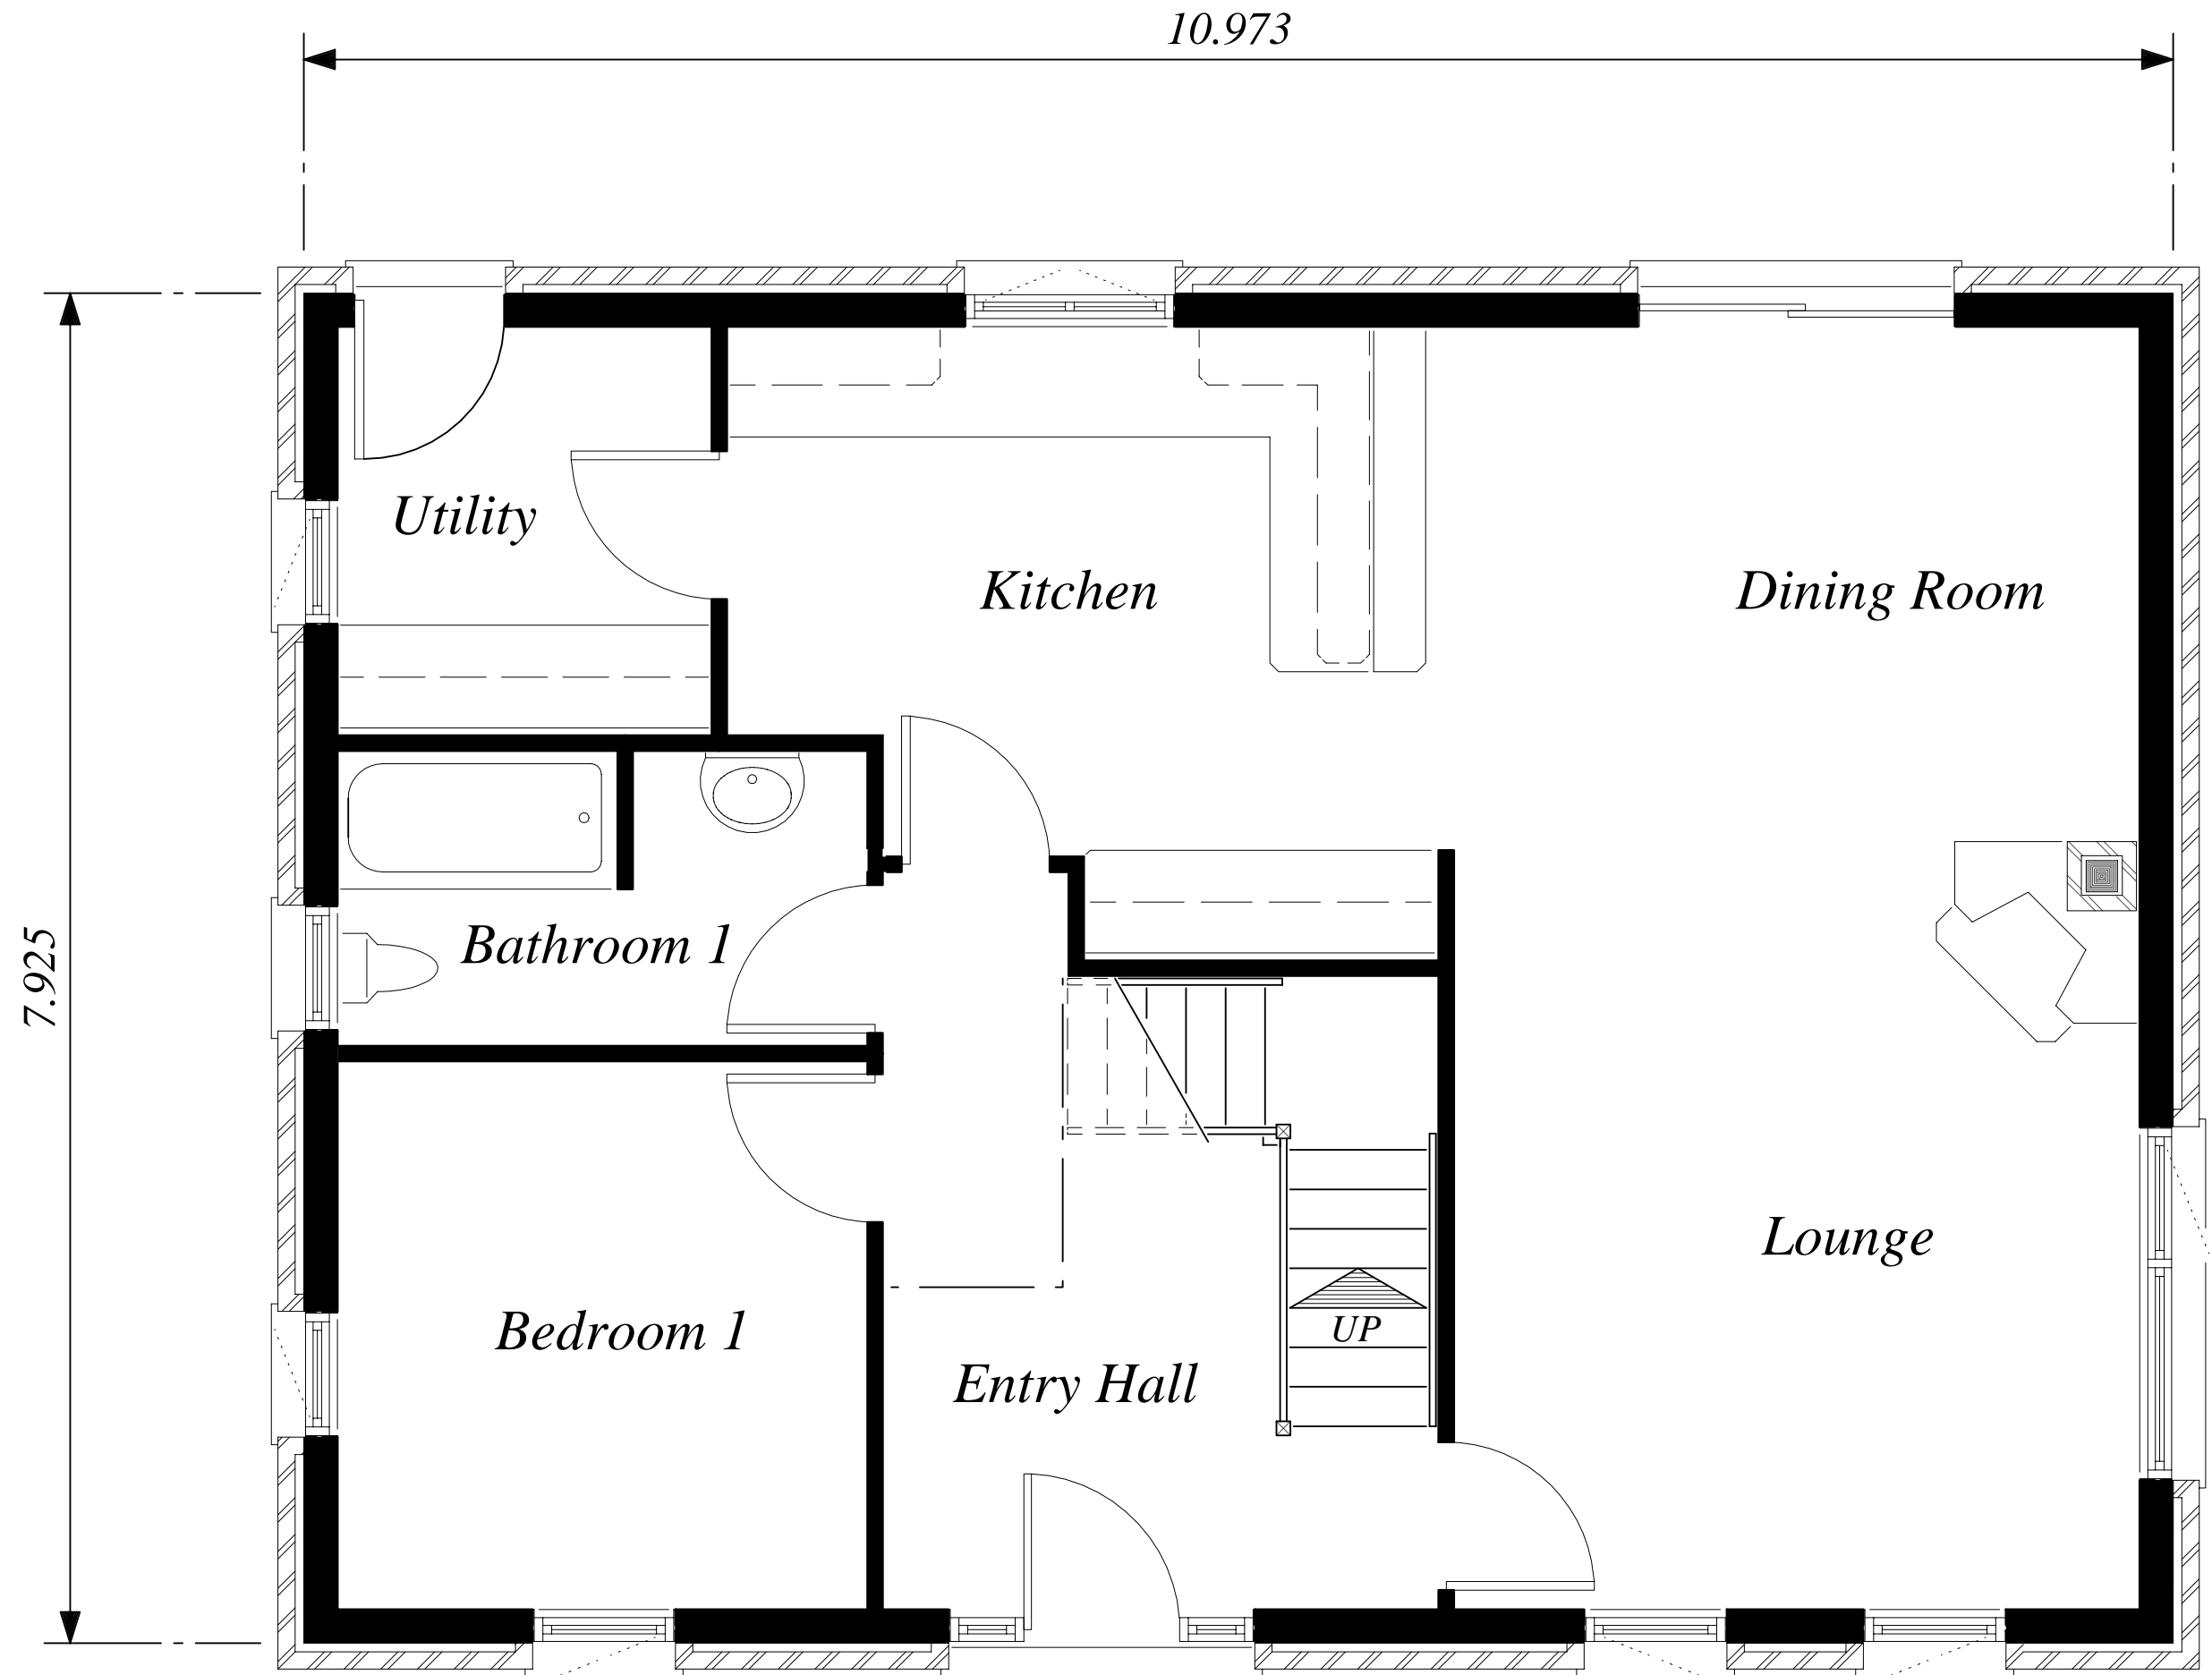 10.973
Utility
Kitchen
Dining Room
7.925
Bathroom 1
Lounge
Bedroom 1
UP
Entry Hall